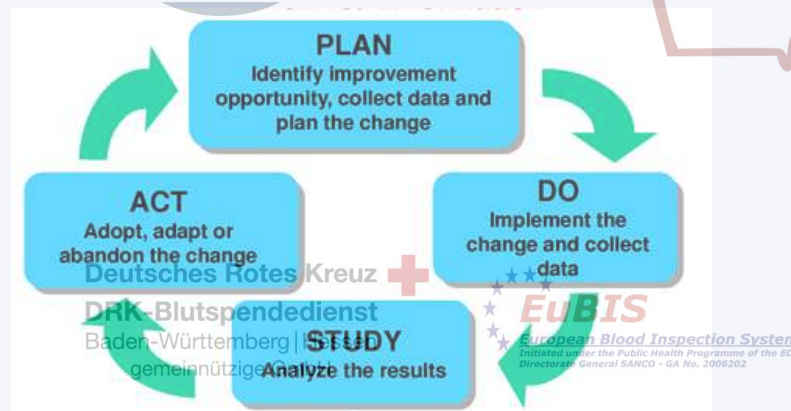 PLAN
Identify improvement
opportunity, collect data and
plan the change
DO
Implement the
change and collect
data
STUDY
Analyze the results
ACT
Adopt, adapt or
abandon the change
Deutsches Rotes Kreuz
DRK-Blutspendedienst
Baden-Württemberg | Hessen
gemeinnützige
EuBIS
European Blood Inspection System
Initiated under the Public Health Programme of the EC
Directorate General SANCO - GA No. 2006202